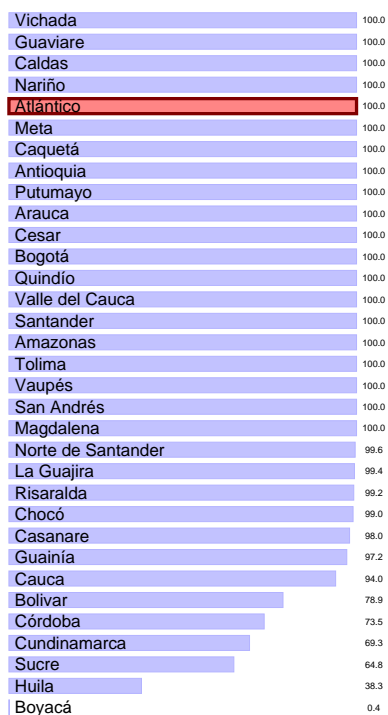 Vichada 100.0
Guaviare 100.0
Caldas 100.0
Nariño 100.0
Atlántico 100.0
Meta 100.0
Caquetá 100.0
Antioquia 100.0
Putumayo 100.0
Arauca 100.0
Cesar 100.0
Bogotá 100.0
Quindío 100.0
Valle del Cauca 100.0
Santander 100.0
Amazonas 100.0
Tolima 100.0
Vaupés 100.0
San Andrés 100.0
Magdalena 100.0
Norte de Santander 99.6
La Guajira 99.4
Risaralda 99.2
Chocó 99.0
Casanare 98.0
Guainía 97.2
Cauca 94.0
Bolivar 78.9
Córdoba 73.5
Cundinamarca 69.3
Sucre 64.8
Huila 38.3
Boyacá 0.4